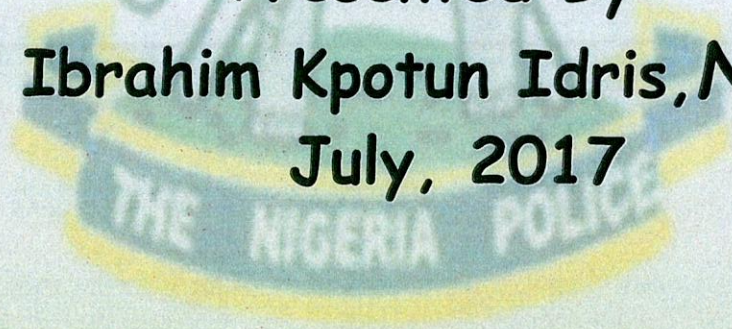 Ibrahim Kpotun Idris,
July, 2017
THE NIGERIA POLICE